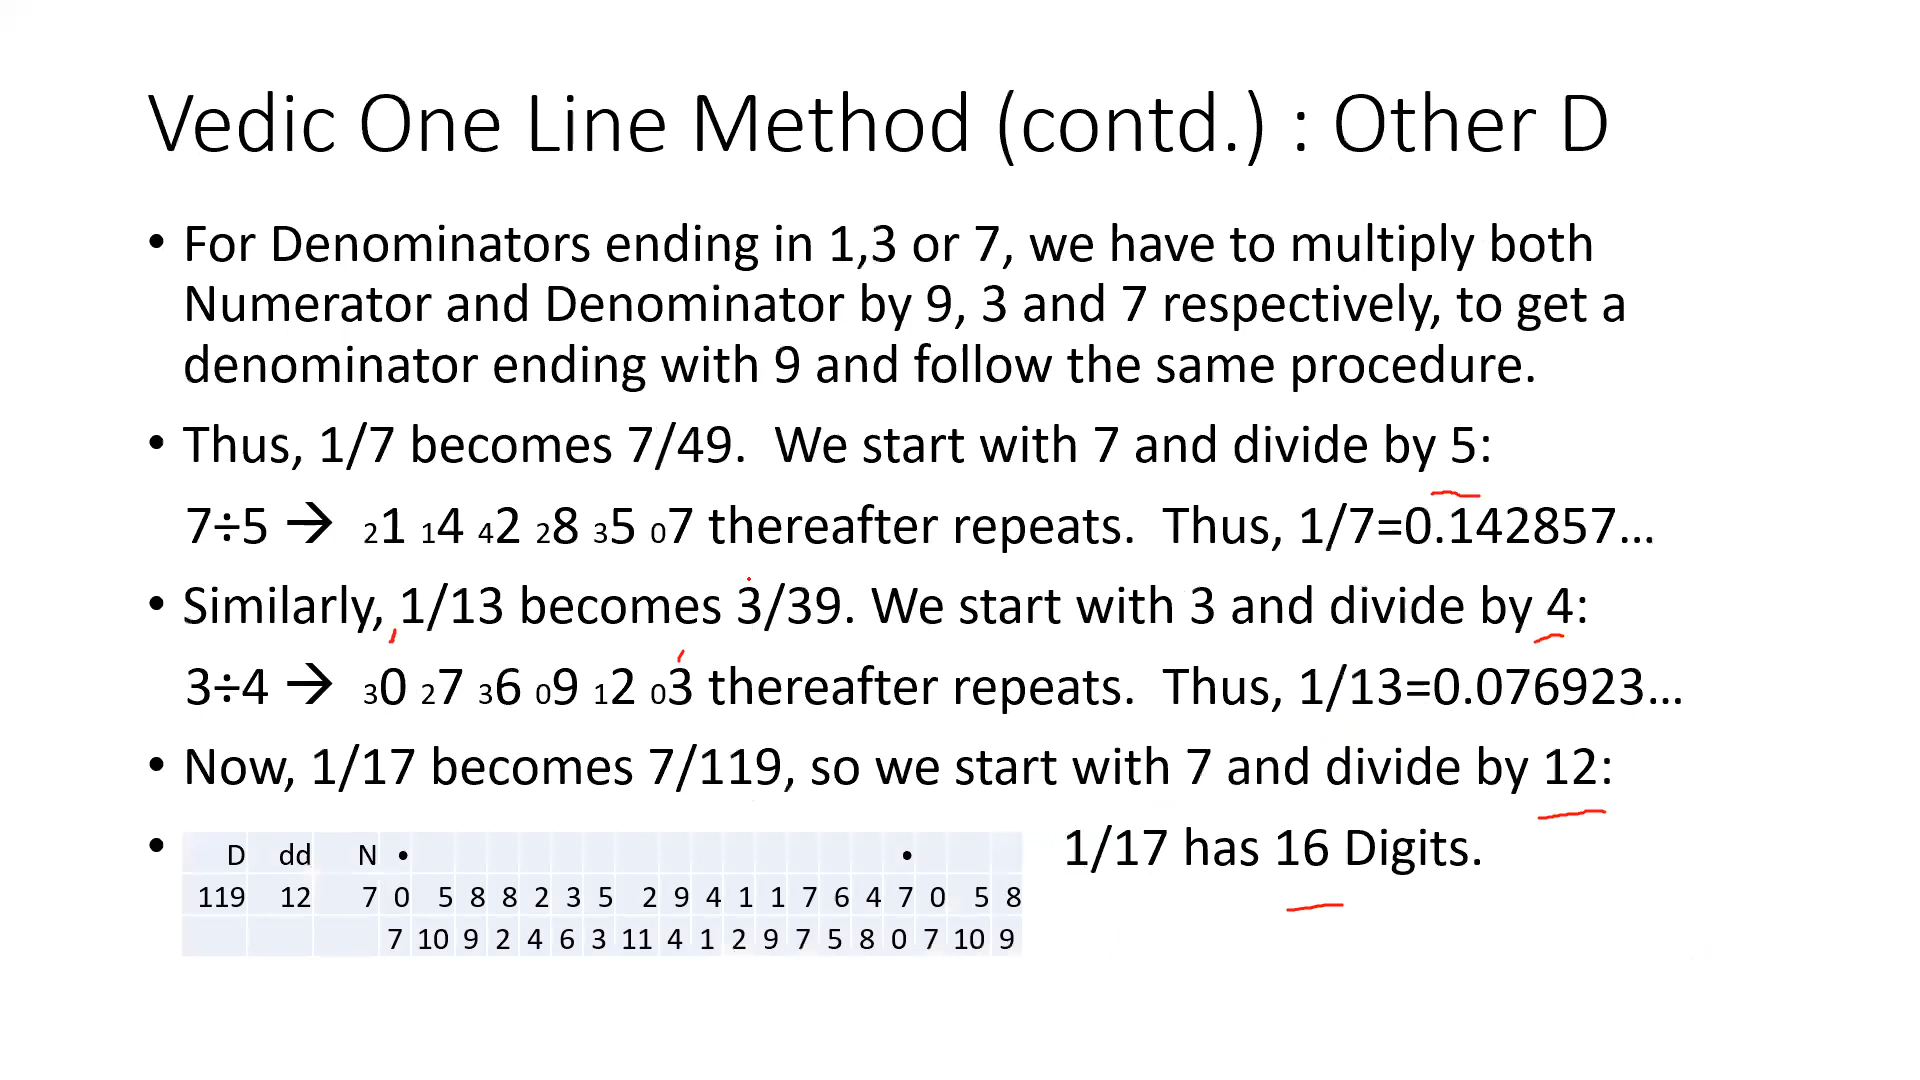 Vedic One Line Method (contd.) : Other D
• For Denominators ending in 1,3 or 7, we have to multiply both
Numerator and Denominator by 9, 3 and 7 respectively, to get a
denominator ending with 9 and follow the same procedure.
• Thus, 1/7 becomes 7/49. We start with 7 and divide by 5:
7÷5 → ₂1 ₁4 ₄2 ₂8 ₃5 ₀7 thereafter repeats. Thus, 1/7=0.142857…
• Similarly, 1/13 becomes 3/39. We start with 3 and divide by 4:
3÷4 → ₃0 ₂7 ₃6 ₀9 ₁2 ₀3 thereafter repeats. Thus, 1/13=0.076923…
• Now, 1/17 becomes 7/119, so we start with 7 and divide by 12:
• 1/17 has 16 Digits.
D dd N • •
119 12 7 0 5 8 8 2 3 5 2 9 4 1 1 7 6 4 7 0 5 8
7 10 9 2 4 6 3 11 4 1 2 9 7 5 8 0 7 10 9